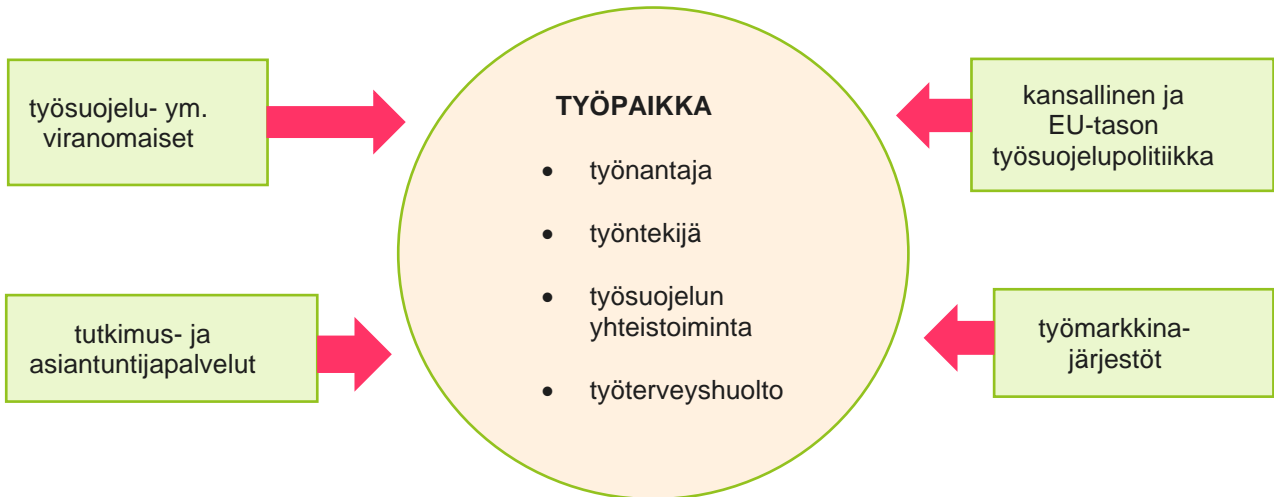 työsuojelu- ym.
viranomaiset
tutkimus- ja
asiantuntijapalvelut
TYÖPAIKKA
• työnantaja
• työntekijä
• työsuojelun
yhteistoiminta
• työterveyshuolto
kansallinen ja
EU-tason
työsuojelupolitiikka
työmarkkina-
järjestöt